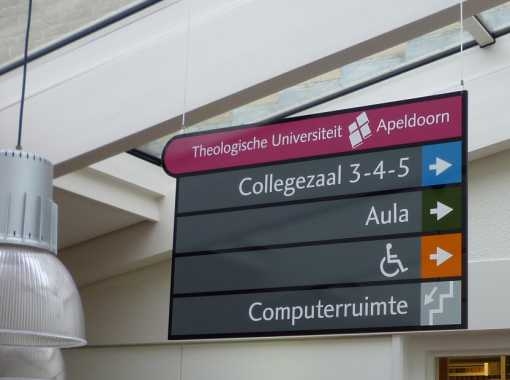 Theologische Universiteit Apeldoorn
Collegezaal 3-4-5
Aula
Computerruimte